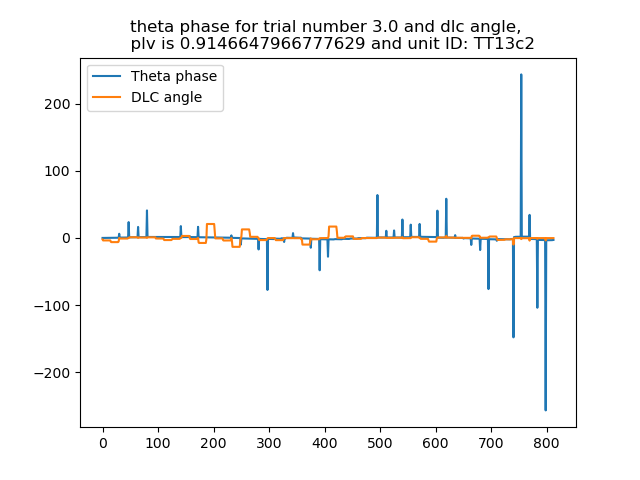 theta phase for trial number 3.0 and dlc angle,
plv is 0.9146647966777629 and unit ID: TT13c2
Theta phase
DLC angle
200
100
0
−100
−200
0 100 200 300 400 500 600 700 800